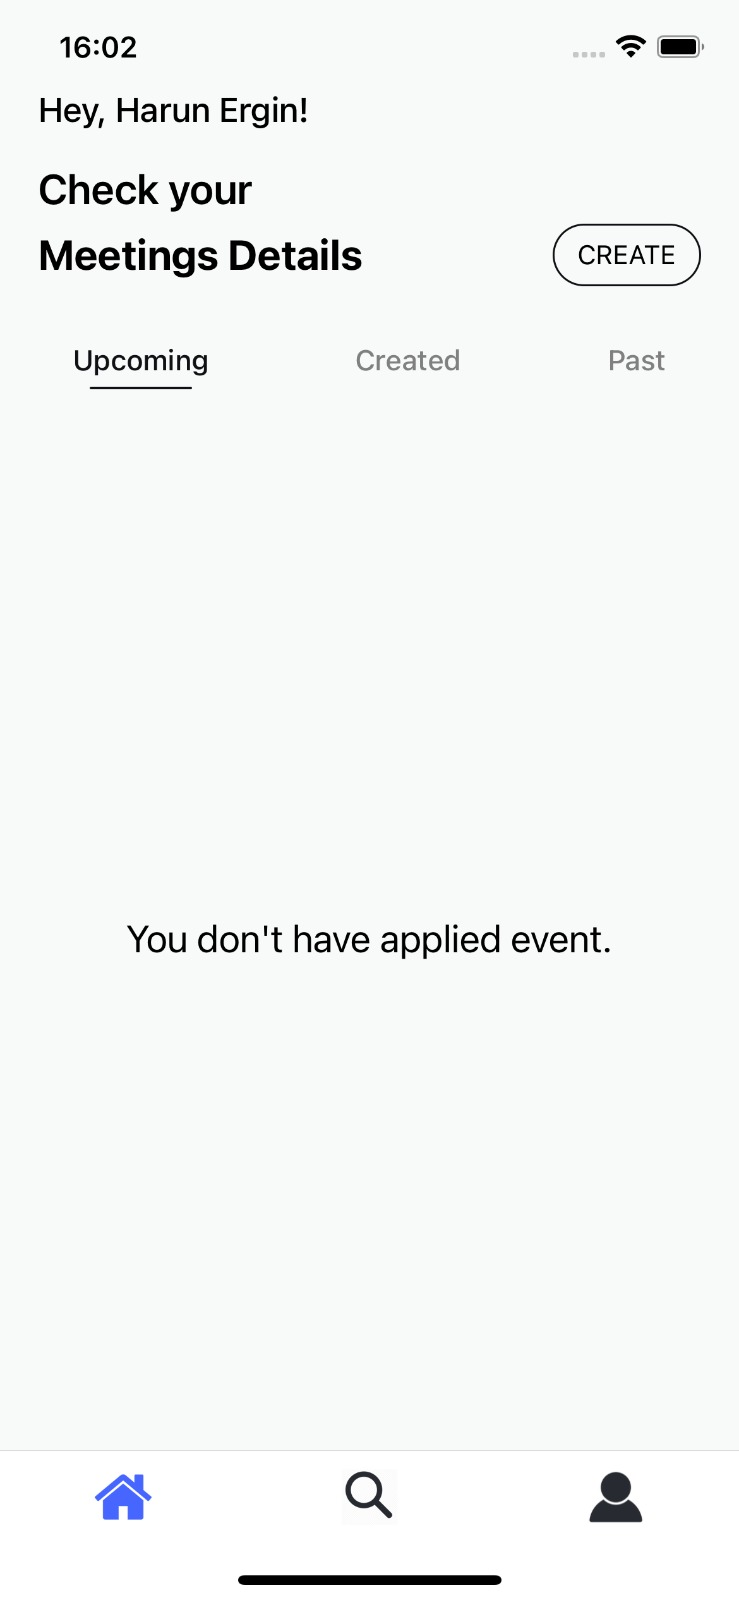 16:02
Hey, Harun Ergin!
Check your
Meetings Details
CREATE
Upcoming
Created
Past
You don't have applied event.